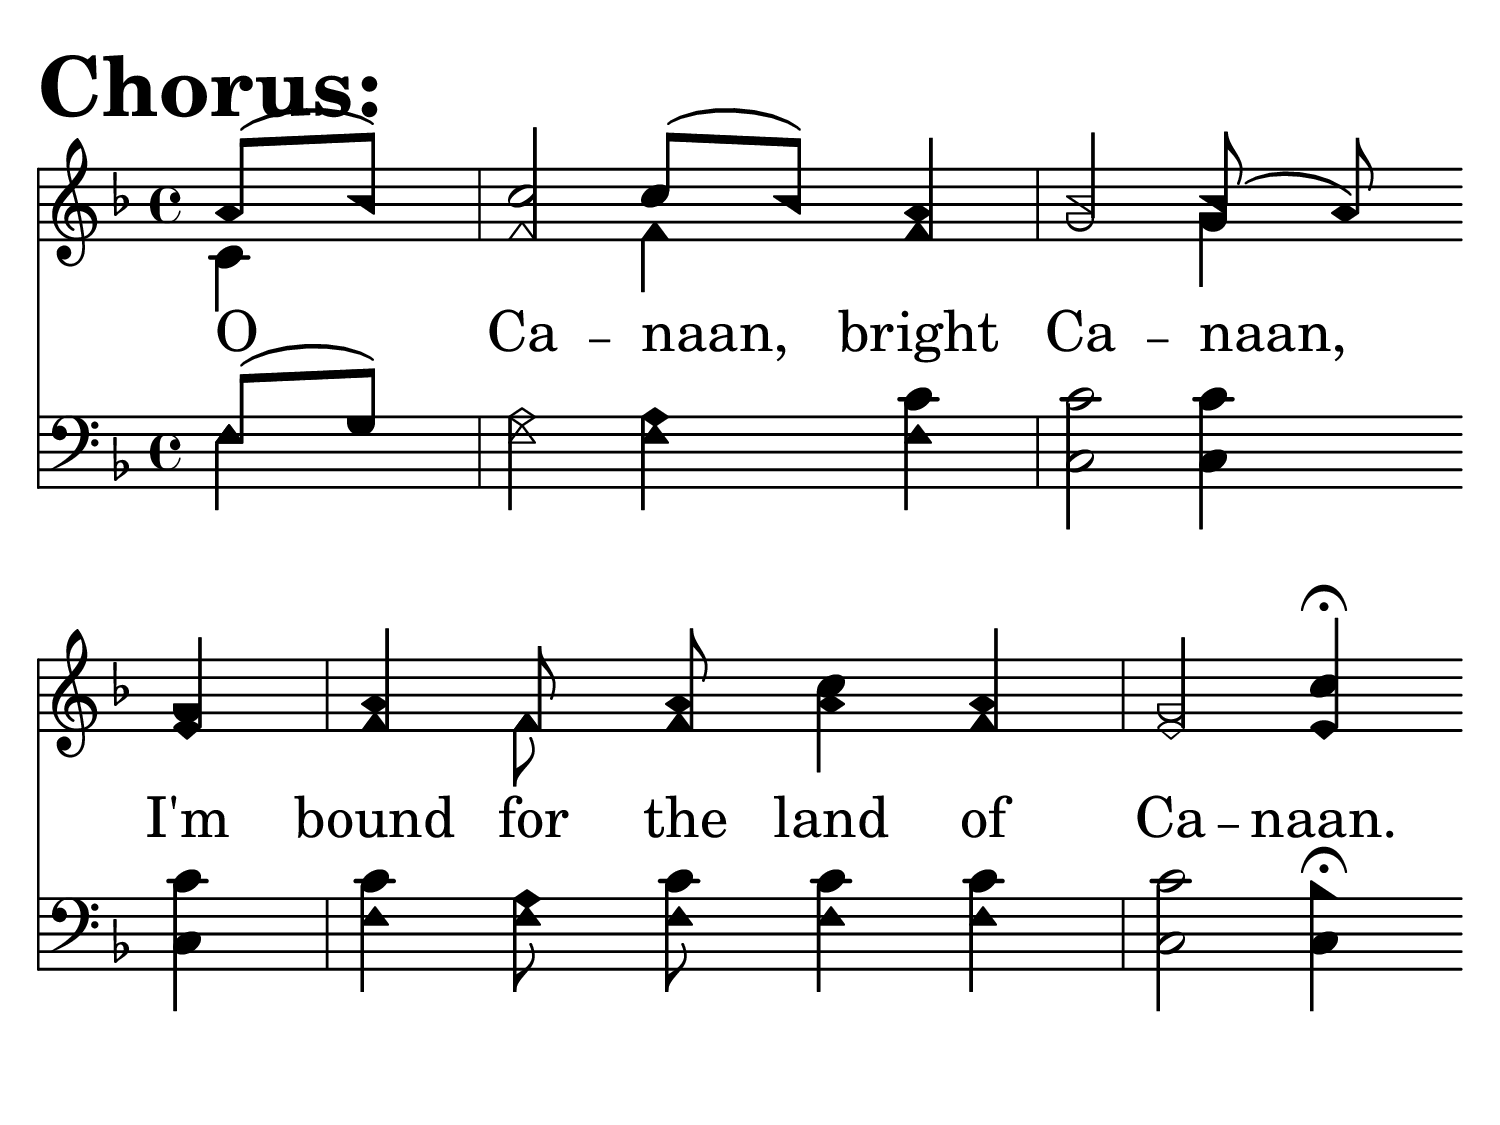 Chorus:
O Ca – naan, bright Ca – naan,
I'm bound for the land of Ca – naan.